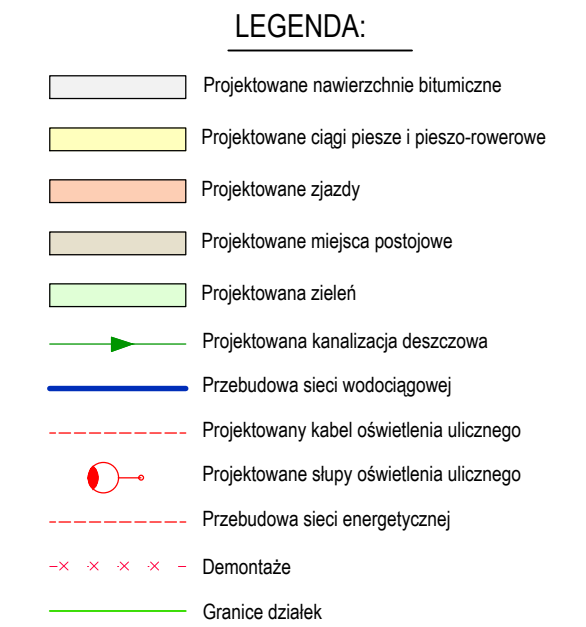 LEGENDA:
Projektowane nawierzchnie bitumiczne
Projektowane ciągi piesze i pieszo-rowerowe
Projektowane zjazdy
Projektowane miejsca postojowe
Projektowana zieleń
Projektowana kanalizacja deszczowa
Przebudowa sieci wodociągowej
Projektowany kabel oświetlenia ulicznego
Projektowane słupy oświetlenia ulicznego
Przebudowa sieci energetycznej
Demontaże
Granice działek